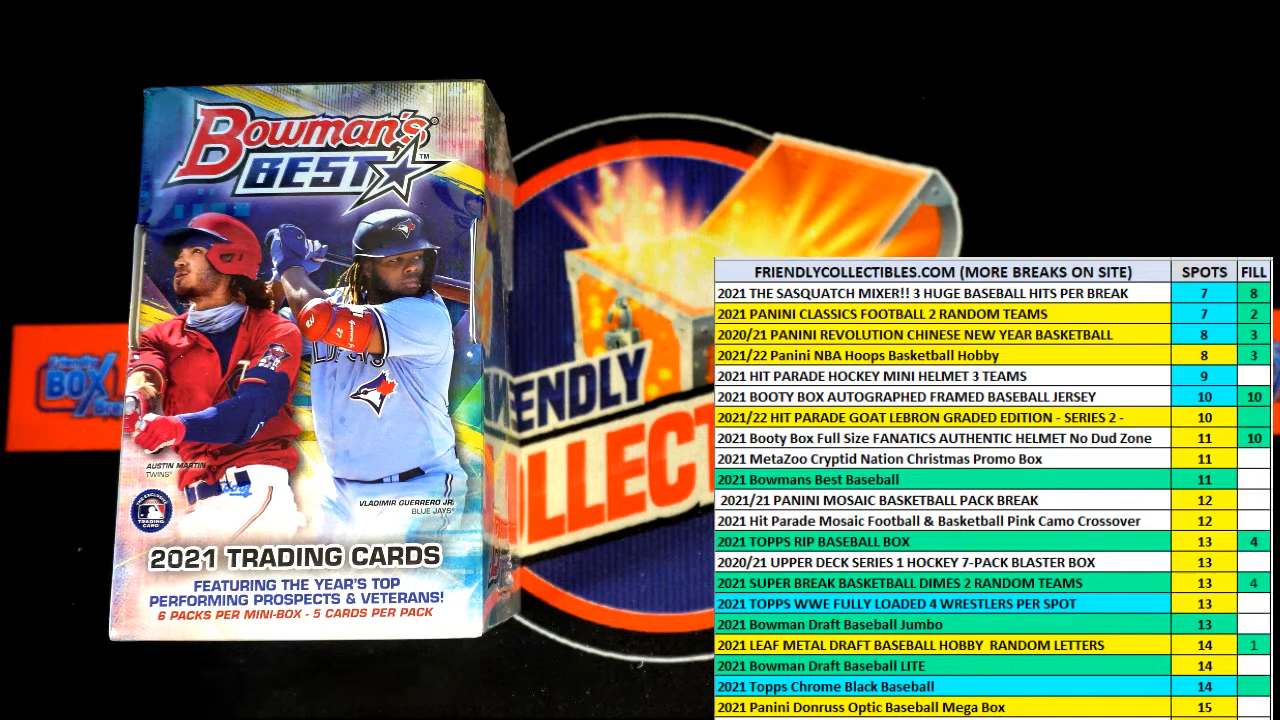 Bowman's
BEST
TM
AUSTIN MARTIN
TWINS
VLADIMIR GUERRERO JR.
BLUE JAYS
2021 TRADING CARDS
FEATURING THE YEAR'S TOP
PERFORMING PROSPECTS & VETERANS!
6 PACKS PER MINI-BOX - 5 CARDS PER PACK
Friendly
BOX
ENDLY
OLLECT
FRIENDLYCOLLECTIBLES.COM (MORE BREAKS ON SITE) SPOTS FILL
2021 THE SASQUATCH MIXER!! 3 HUGE BASEBALL HITS PER BREAK 7 8
2021 PANINI CLASSICS FOOTBALL 2 RANDOM TEAMS 7 2
2020/21 PANINI REVOLUTION CHINESE NEW YEAR BASKETBALL 8 3
2021/22 Panini NBA Hoops Basketball Hobby 8 3
2021 HIT PARADE HOCKEY MINI HELMET 3 TEAMS 9
2021 BOOTY BOX AUTOGRAPHED FRAMED BASEBALL JERSEY 10 10
2021/22 HIT PARADE GOAT LEBRON GRADED EDITION - SERIES 2 - 10
2021 Booty Box Full Size FANATICS AUTHENTIC HELMET No Dud Zone 11 10
2021 MetaZoo Cryptid Nation Christmas Promo Box 11
2021 Bowmans Best Baseball 11
2021/21 PANINI MOSAIC BASKETBALL PACK BREAK 12
2021 Hit Parade Mosaic Football & Basketball Pink Camo Crossover 12
2021 TOPPS RIP BASEBALL BOX 13 4
2020/21 UPPER DECK SERIES 1 HOCKEY 7-PACK BLASTER BOX 13
2021 SUPER BREAK BASKETBALL DIMES 2 RANDOM TEAMS 13 4
2021 TOPPS WWE FULLY LOADED 4 WRESTLERS PER SPOT 13
2021 Bowman Draft Baseball Jumbo 13
2021 LEAF METAL DRAFT BASEBALL HOBBY RANDOM LETTERS 14 1
2021 Bowman Draft Baseball LITE 14
2021 Topps Chrome Black Baseball 14
2021 Panini Donruss Optic Baseball Mega Box 15